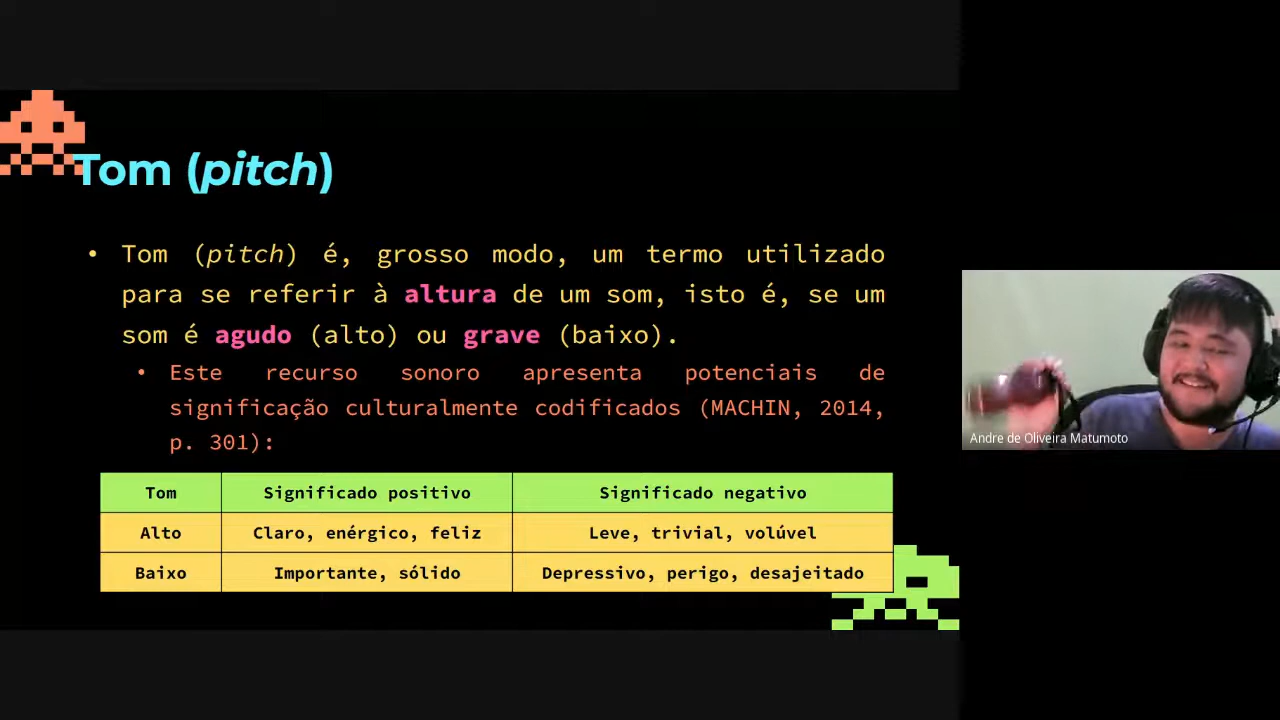 Tom (pitch)
• Tom (pitch) é, grosso modo, um termo utilizado
para se referir à altura de um som, isto é, se um
som é agudo (alto) ou grave (baixo).
• Este recurso sonoro apresenta potenciais de
significação culturalmente codificados (MACHIN, 2014,
p. 301):
Tom Significado positivo Significado negativo
Alto Claro, enérgico, feliz Leve, trivial, volúvel
Baixo Importante, sólido Depressivo, perigo, desajeitado
Andre de Oliveira Matumoto